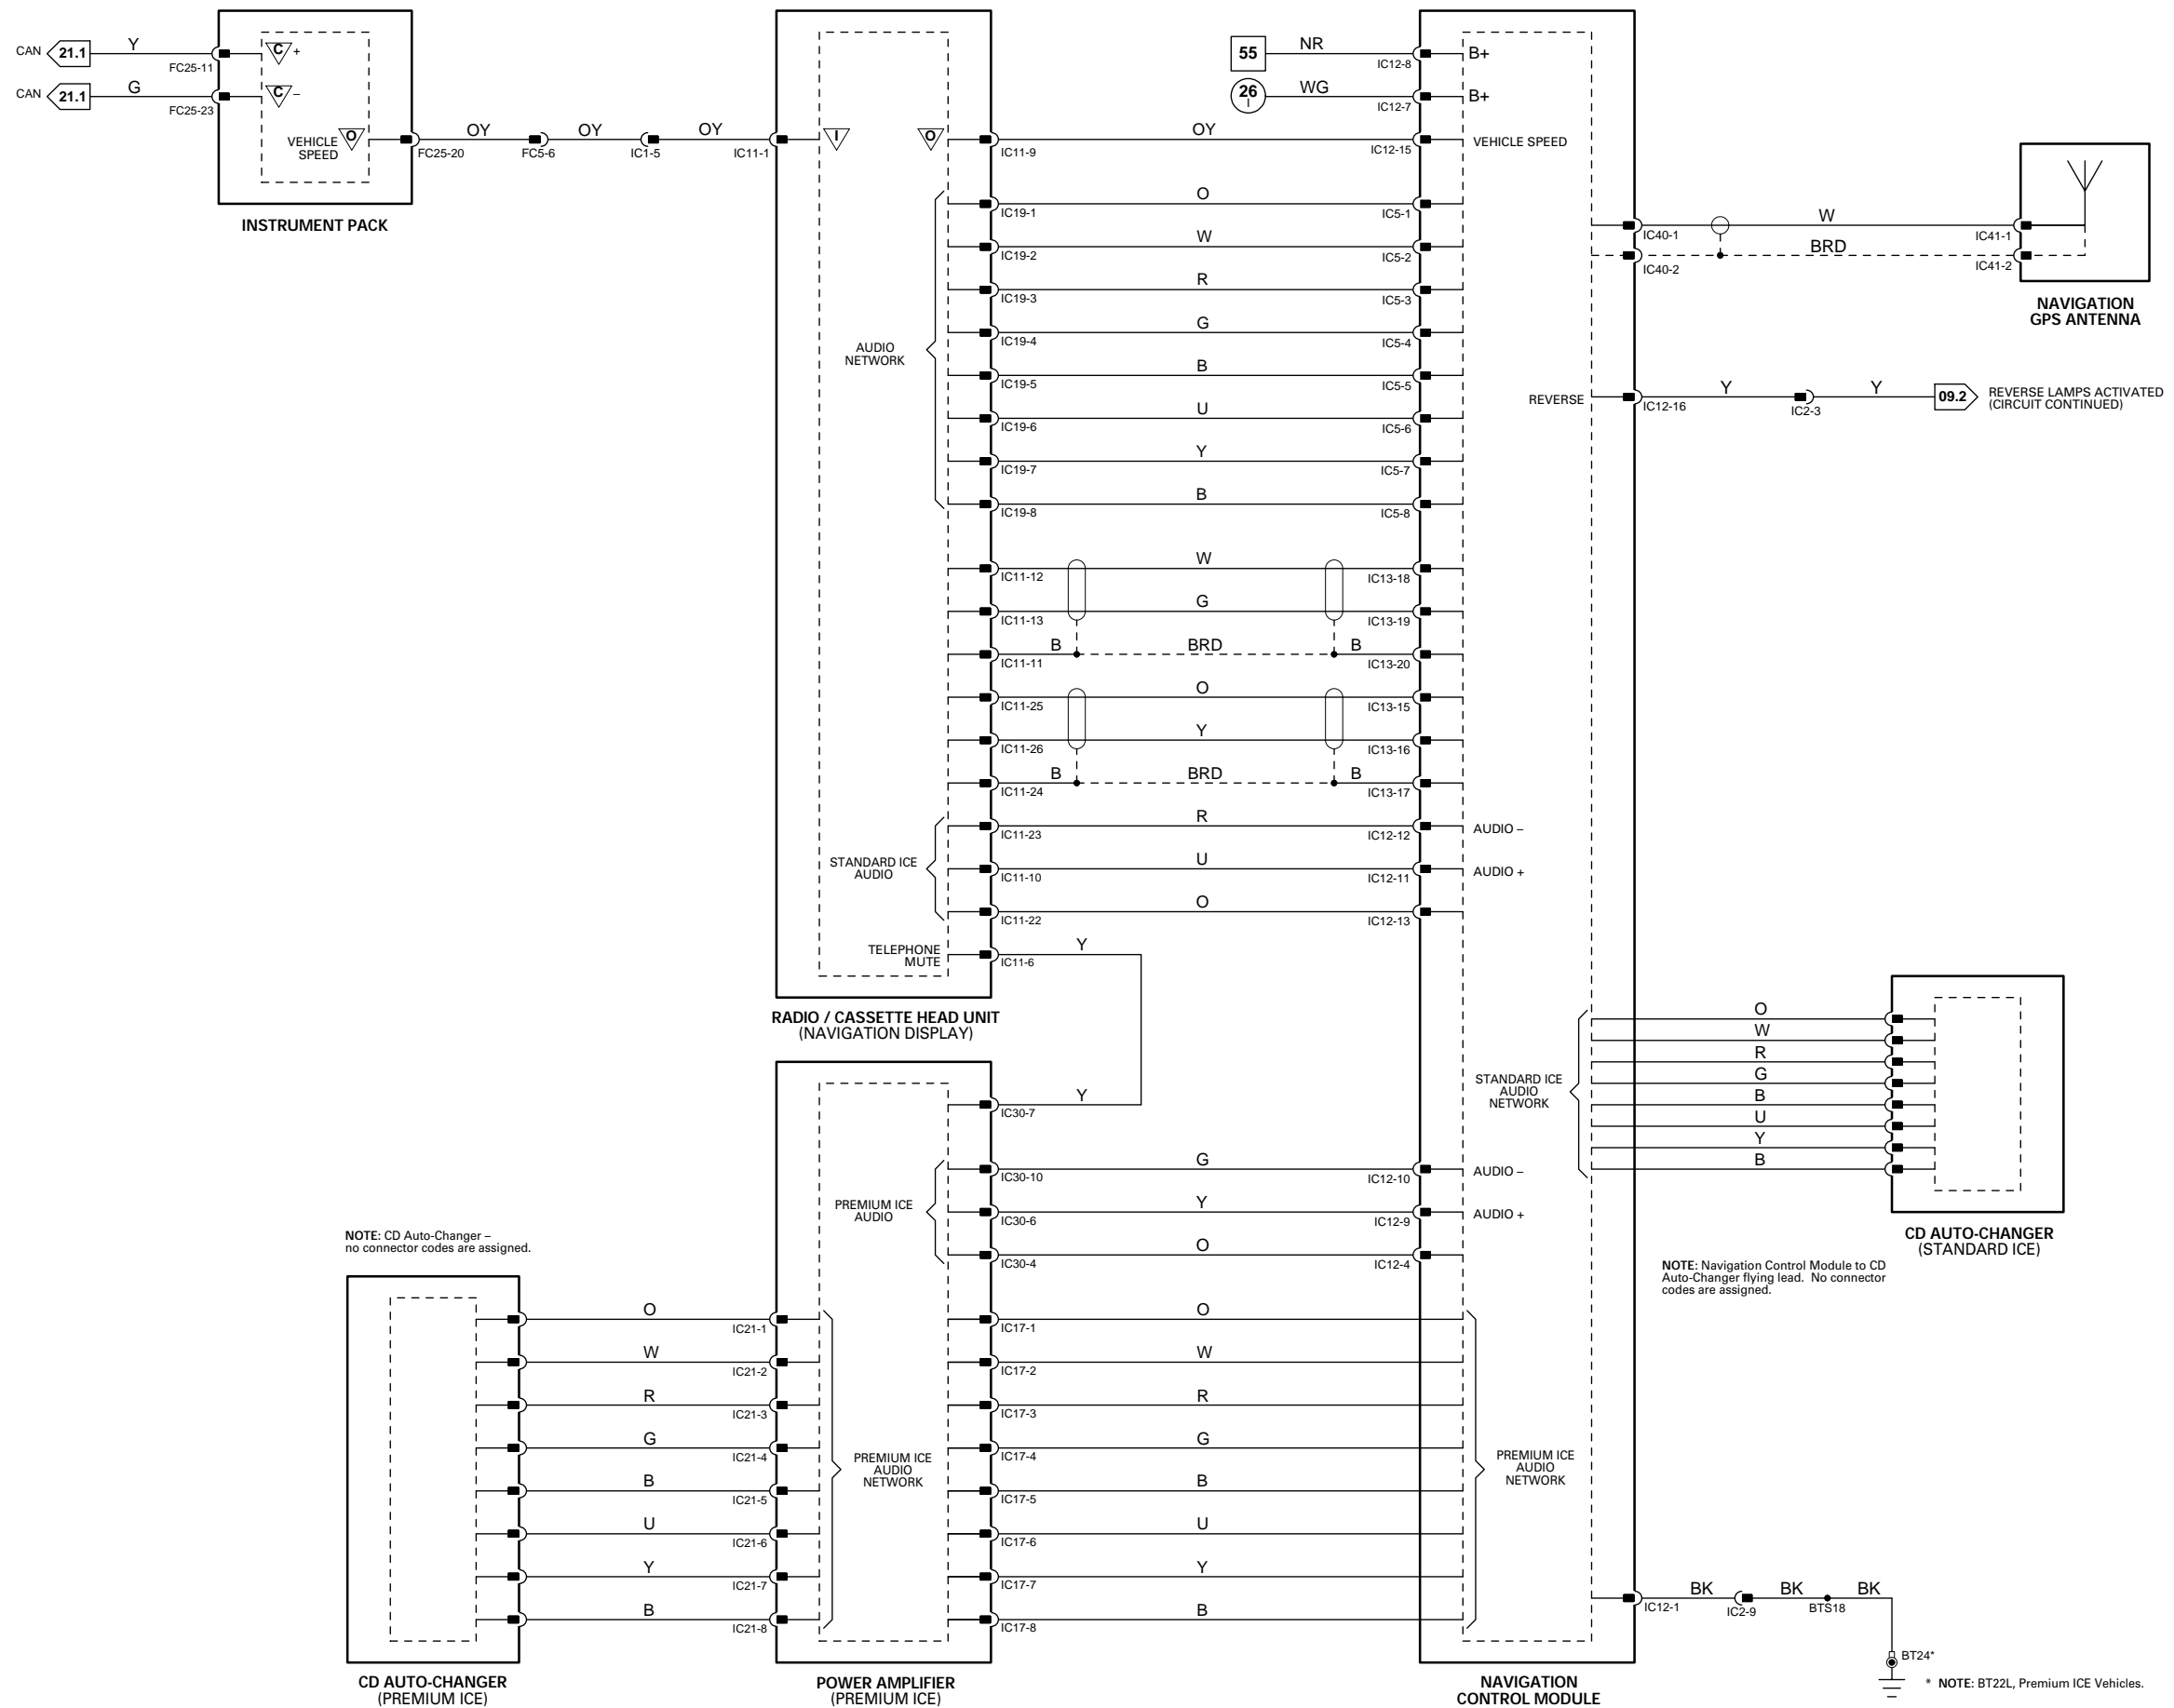 CAN 21.1 Y FC25-11 C +
CAN 21.1 G FC25-23 C –
VEHICLE
SPEED
O FC25-20 OY FC5-6 OY IC1-5 OY IC11-1 I
INSTRUMENT PACK
55 NR IC12-8 B+
26
I
WG IC12-7 B+
O IC11-9 OY IC12-15 VEHICLE SPEED
AUDIO
NETWORK
IC19-1 O IC5-1
IC19-2 W IC5-2
IC19-3 R IC5-3
IC19-4 G IC5-4
IC19-5 B IC5-5
IC19-6 U IC5-6
IC19-7 Y IC5-7
IC19-8 B IC5-8
IC11-12 W IC13-18
IC11-13 G IC13-19
IC11-11 B BRD B IC13-20
IC11-25 O IC13-15
IC11-26 Y IC13-16
IC11-24 B BRD B IC13-17
STANDARD ICE
AUDIO
IC11-23 R IC12-12 AUDIO –
IC11-10 U IC12-11 AUDIO +
IC11-22 O IC12-13
TELEPHONE
MUTE
IC11-6 Y
RADIO / CASSETTE HEAD UNIT
(NAVIGATION DISPLAY)
IC40-1 W IC41-1
IC40-2 BRD IC41-2
NAVIGATION
GPS ANTENNA
REVERSE IC12-16 Y IC2-3 Y 09.2
REVERSE LAMPS ACTIVATED
(CIRCUIT CONTINUED)
STANDARD ICE
AUDIO
NETWORK
O
W
R
G
B
U
Y
B
CD AUTO-CHANGER
(STANDARD ICE)
NOTE: Navigation Control Module to CD
Auto-Changer flying lead. No connector
codes are assigned.
IC30-7 Y
PREMIUM ICE
AUDIO
IC30-10 G IC12-10 AUDIO –
IC30-6 Y IC12-9 AUDIO +
IC30-4 O IC12-4
NOTE: CD Auto-Changer –
no connector codes are assigned.
O IC21-1
W IC21-2
R IC21-3
G IC21-4
B IC21-5
U IC21-6
Y IC21-7
B IC21-8
PREMIUM ICE
AUDIO
NETWORK
IC17-1 O
IC17-2 W
IC17-3 R
IC17-4 G
IC17-5 B
IC17-6 U
IC17-7 Y
IC17-8 B
PREMIUM ICE
AUDIO
NETWORK
IC12-1 BK IC2-9 BK BTS18 BK
BT24*
* NOTE: BT22L, Premium ICE Vehicles.
CD AUTO-CHANGER
(PREMIUM ICE)
POWER AMPLIFIER
(PREMIUM ICE)
NAVIGATION
CONTROL MODULE